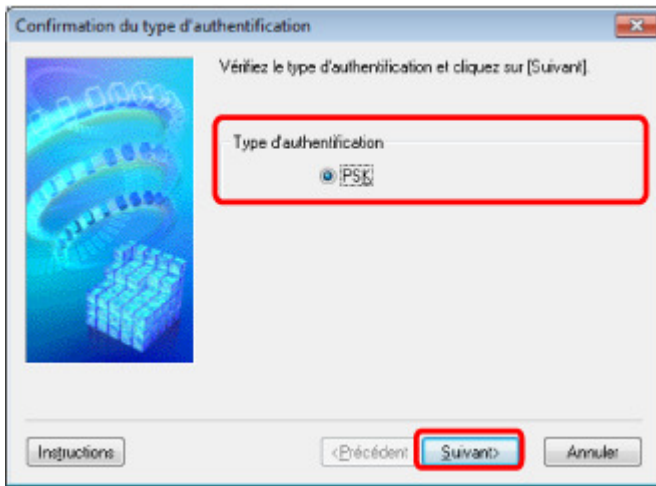 Confirmation du type d'authentification
Vérifiez le type d'authentification et cliquez sur [Suivant].
Type d'authentification
PSK
Instructions
<Précédent
Suivant>
Annuler